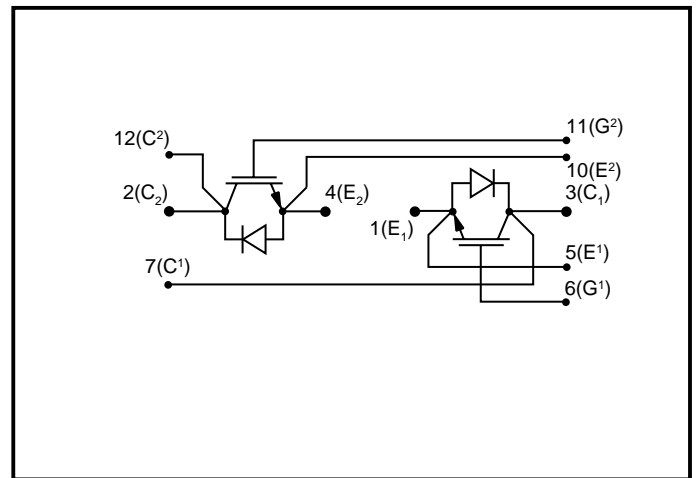 11(G²)
12(C²)
10(E²)
2(C₂)
4(E₂)
3(C₁)
1(E₁)
5(E¹)
7(C¹)
6(G¹)